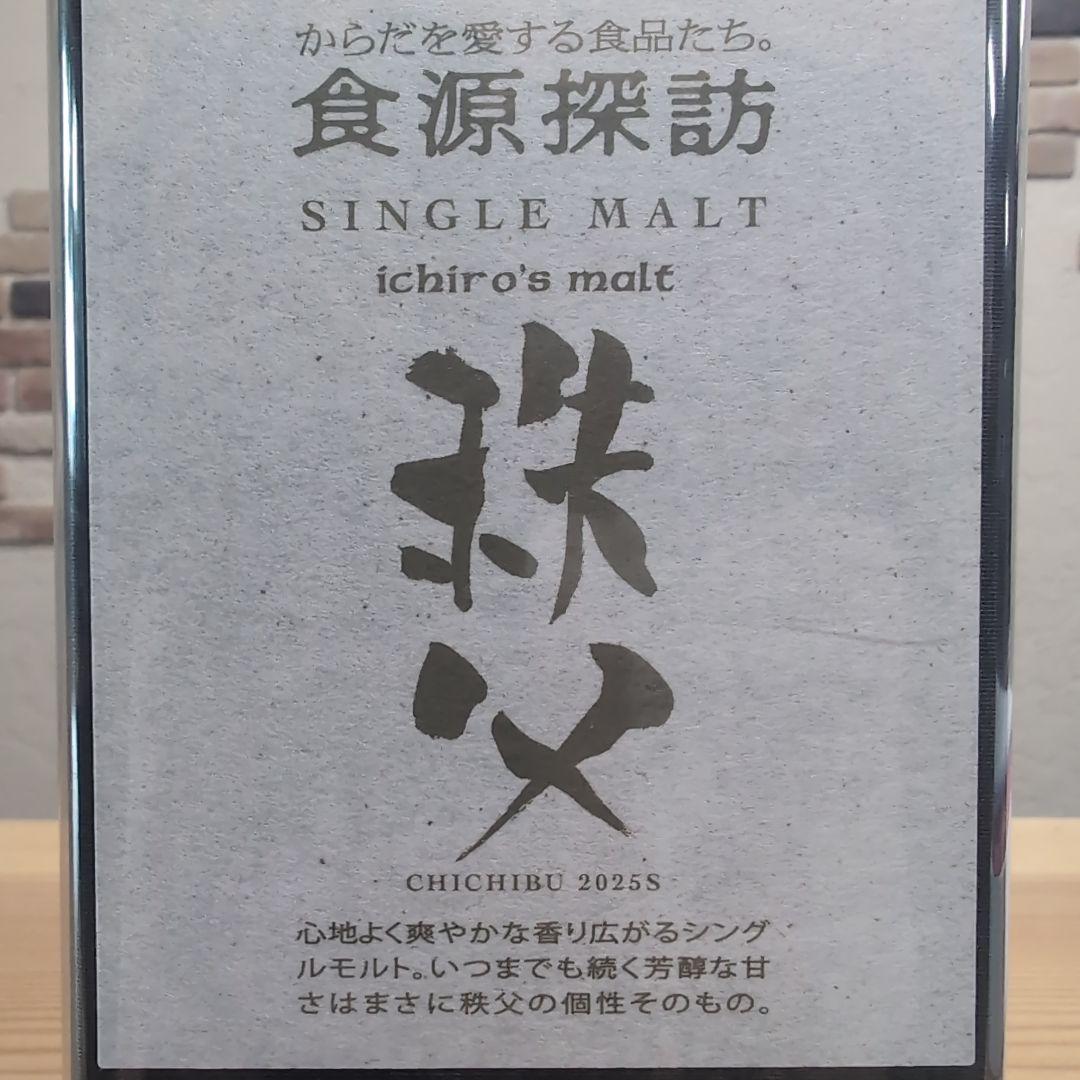 からだを愛する食品たち。
食源探訪
SINGLE MALT
ichiro's malt
秩父
CHICHIBU 2025S
心地よく爽やかな香り広がるシング
ルモルト。いつまでも続く芳醇な甘
さはまさに秩父の個性そのもの。